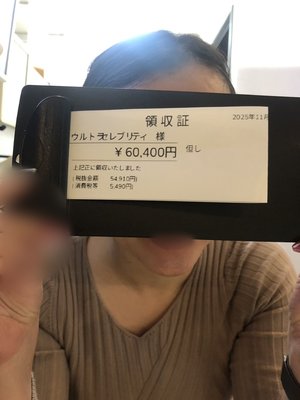 領収証
2025年11月
ウルトラセレブリティ 様
￥60,400円 但し
上記正に領収いたしました
(税抜金額 54,910円)
(消費税等 5,490円)